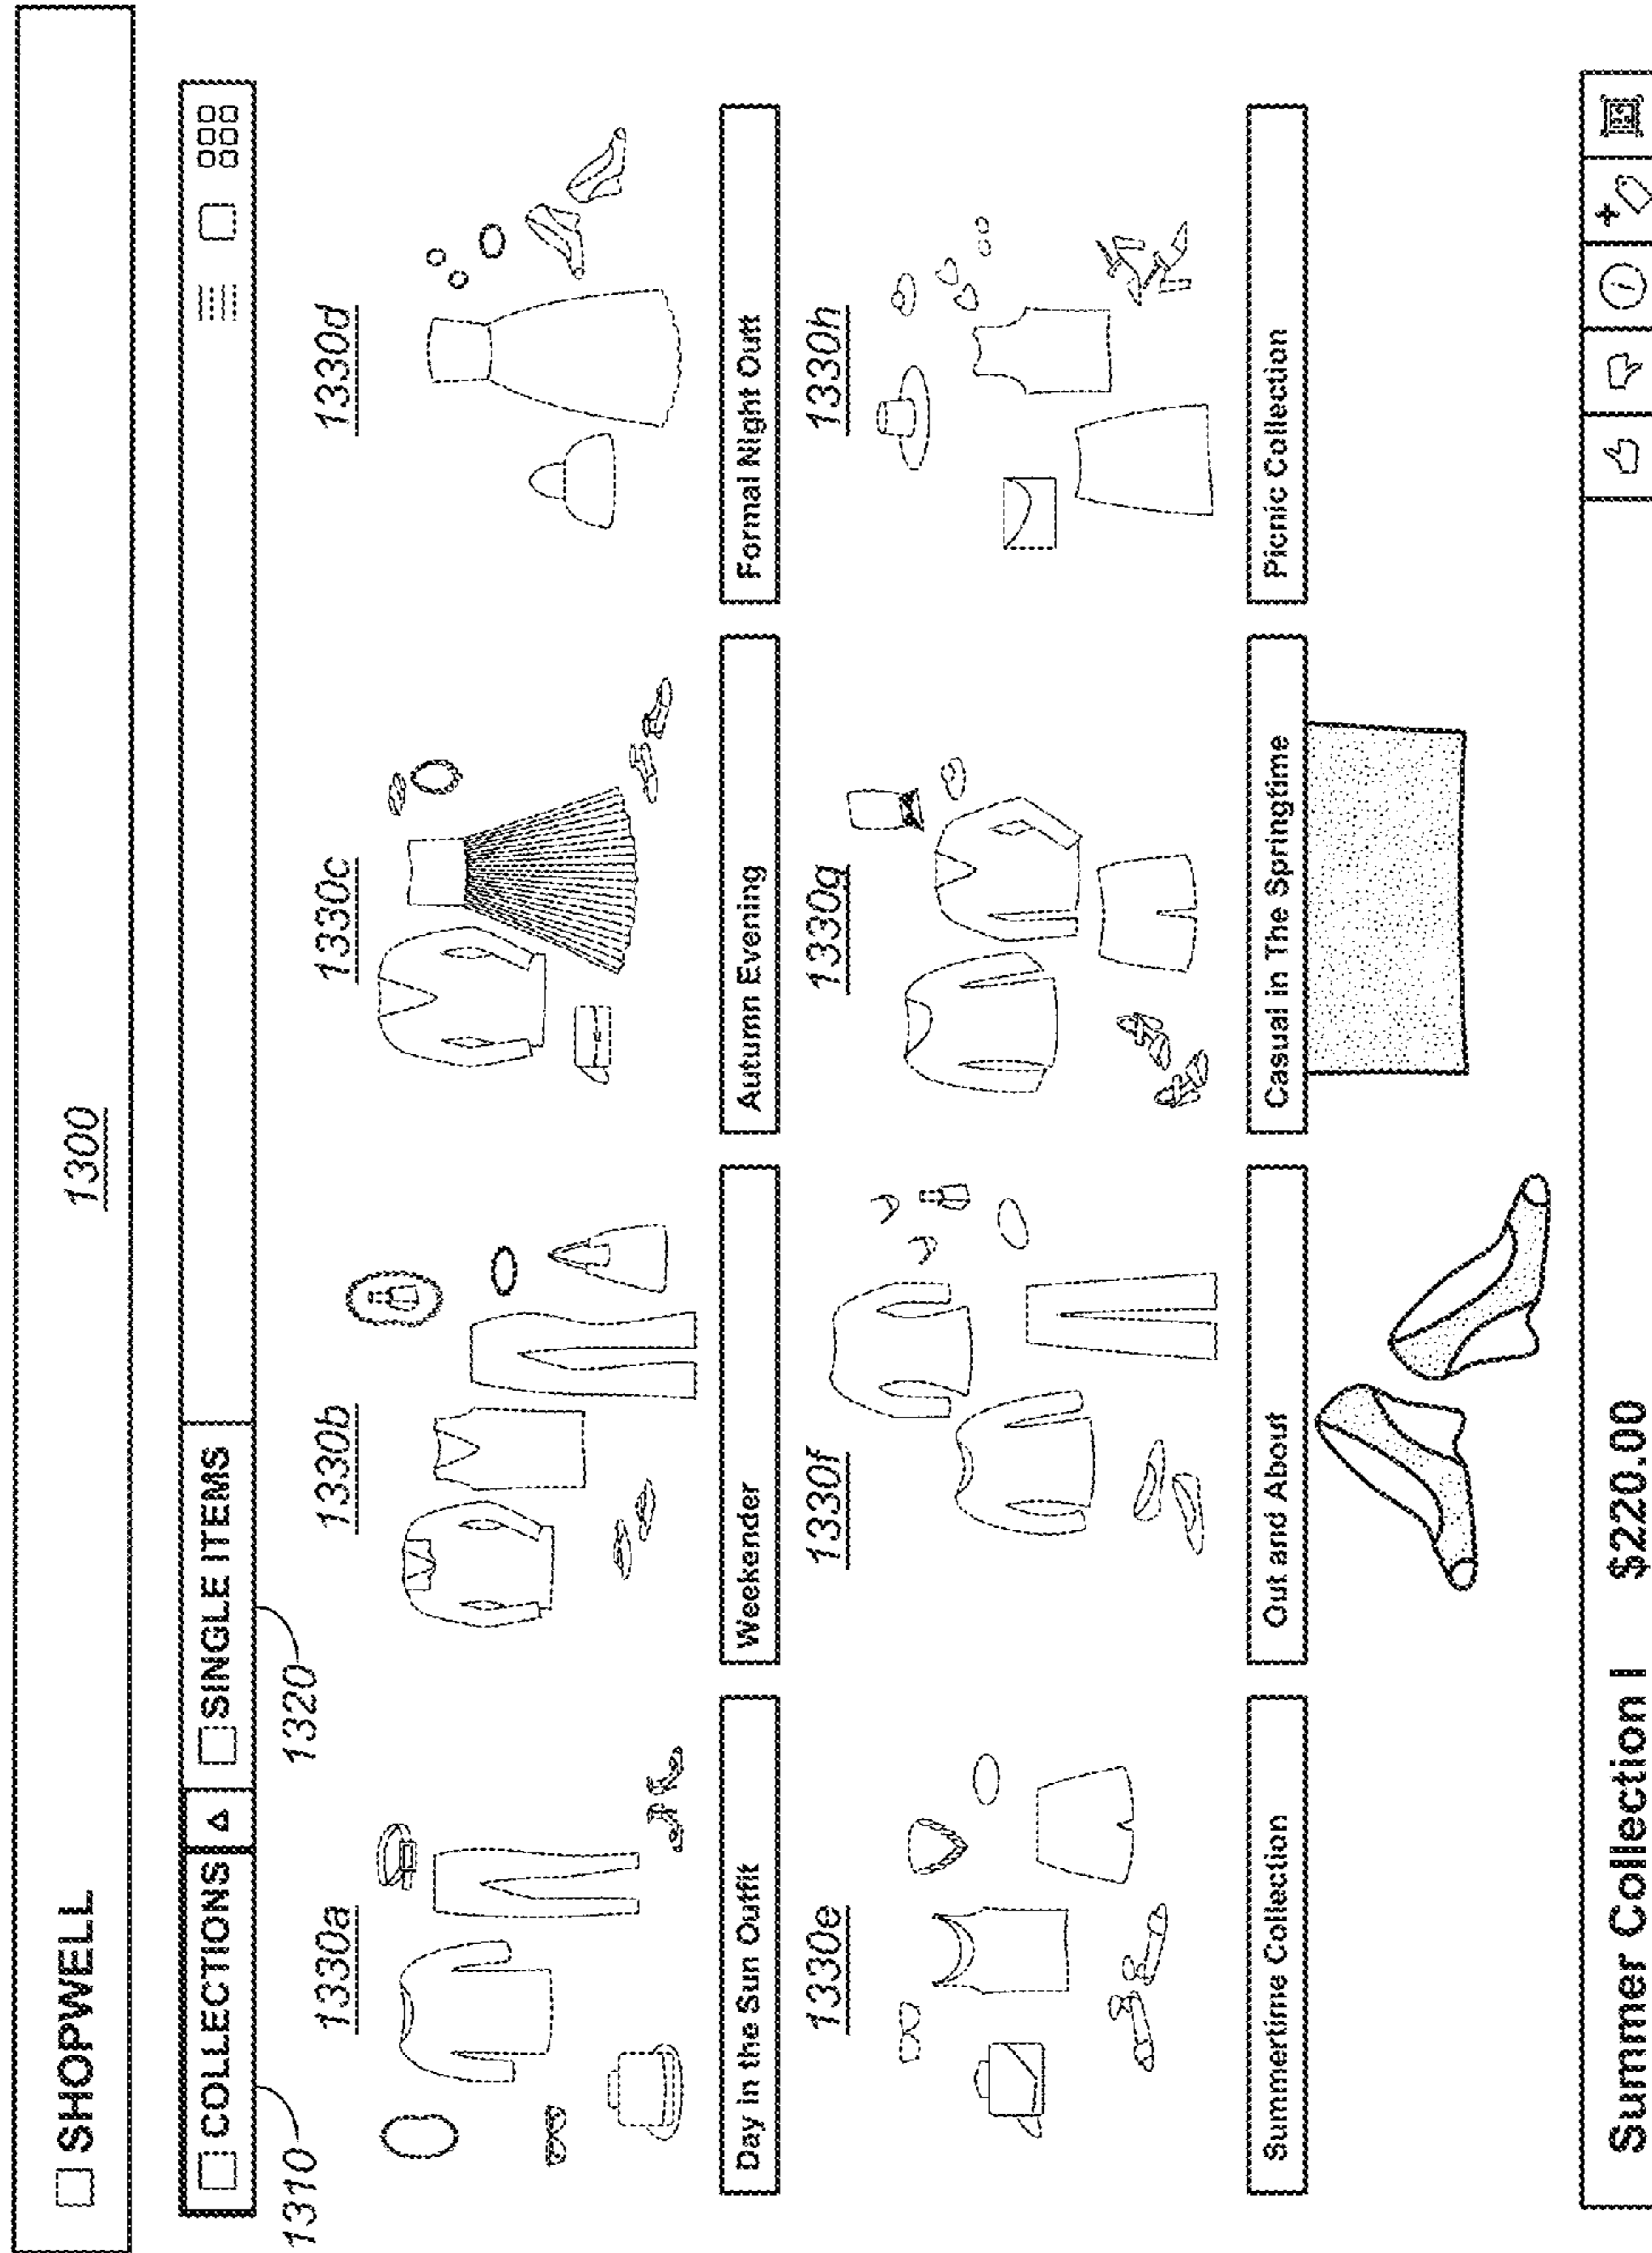 SHOPWELL
1300
COLLECTIONS
SINGLE ITEMS
1310
1320
1330a
1330b
1330c
1330d
Day in the Sun Outfit
Weekender
Autumn Evening
Formal Night Outt
1330e
1330f
1330g
1330h
Summertime Collection
Out and About
Casual in The Springtime
Picnic Collection
Summer Collection I $220.00
i